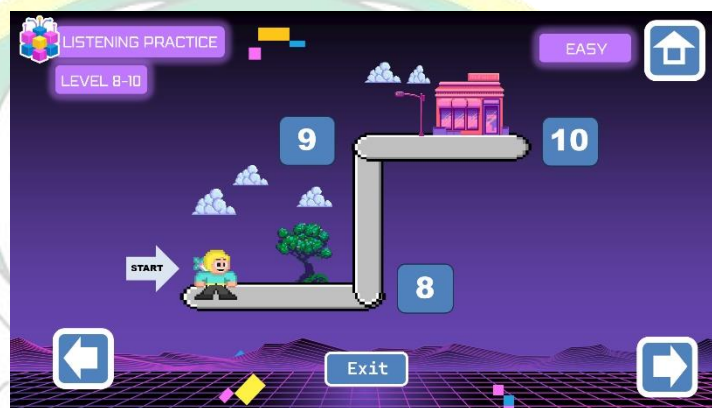 LISTENING PRACTICE
EASY
LEVEL 8-10
9
10
START
8
Exit